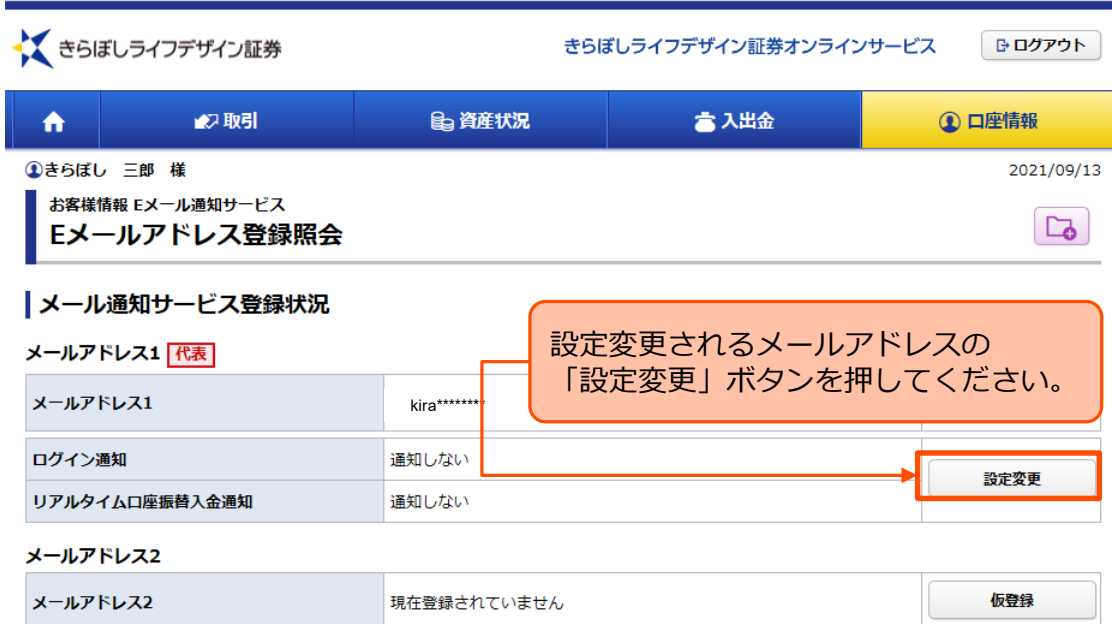 きらぼしライフデザイン証券
きらぼしライフデザイン証券オンラインサービス
ログアウト
取引
資産状況
入出金
口座情報
きらぼし 三郎 様
2021/09/13
お客様情報 Eメール通知サービス
Eメールアドレス登録照会
メール通知サービス登録状況
設定変更されるメールアドレスの
「設定変更」ボタンを押してください。
メールアドレス1 代表
メールアドレス1
kira********
ログイン通知
通知しない
設定変更
リアルタイム口座振替入金通知
通知しない
メールアドレス2
メールアドレス2
現在登録されていません
仮登録